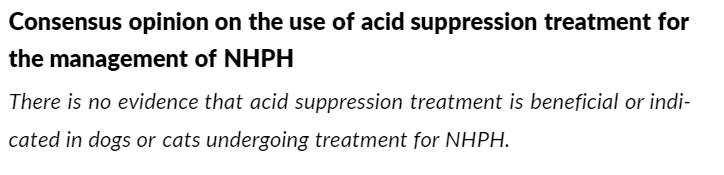 Consensus opinion on the use of acid suppression treatment for
the management of NHPH
There is no evidence that acid suppression treatment is beneficial or indi-
cated in dogs or cats undergoing treatment for NHPH.